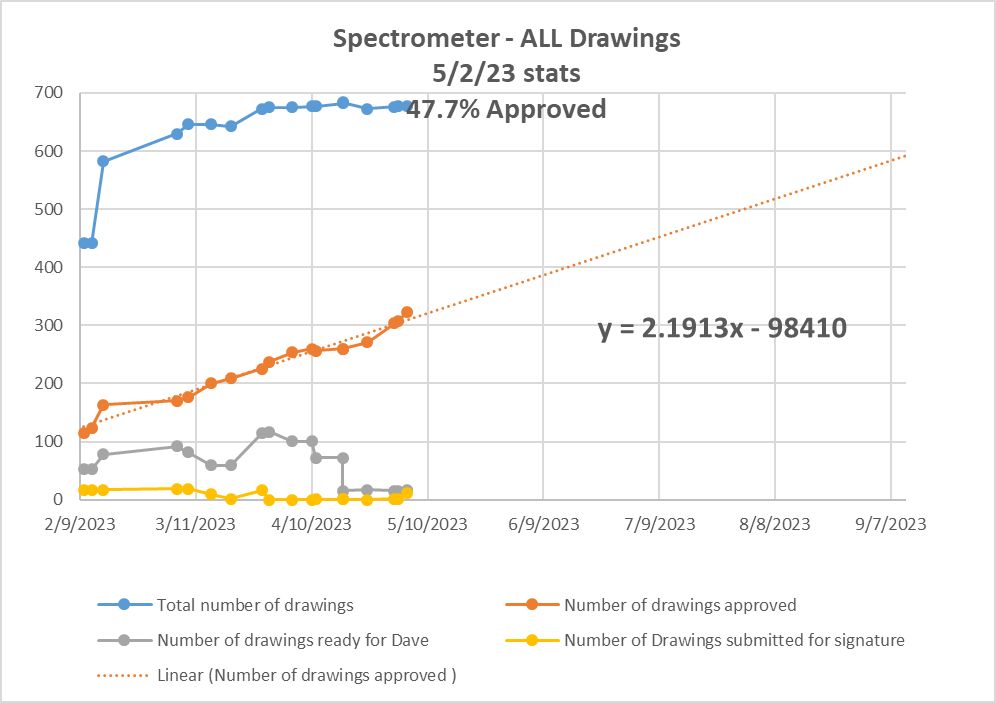 Spectrometer - ALL Drawings
5/2/23 stats
47.7% Approved
700
600
500
400
300
200
100
0
y = 2.1913x - 98410
2/9/2023 3/11/2023 4/10/2023 5/10/2023 6/9/2023 7/9/2023 8/8/2023 9/7/2023
Total number of drawings Number of drawings approved
Number of drawings ready for Dave Number of Drawings submitted for signature
Linear (Number of drawings approved )